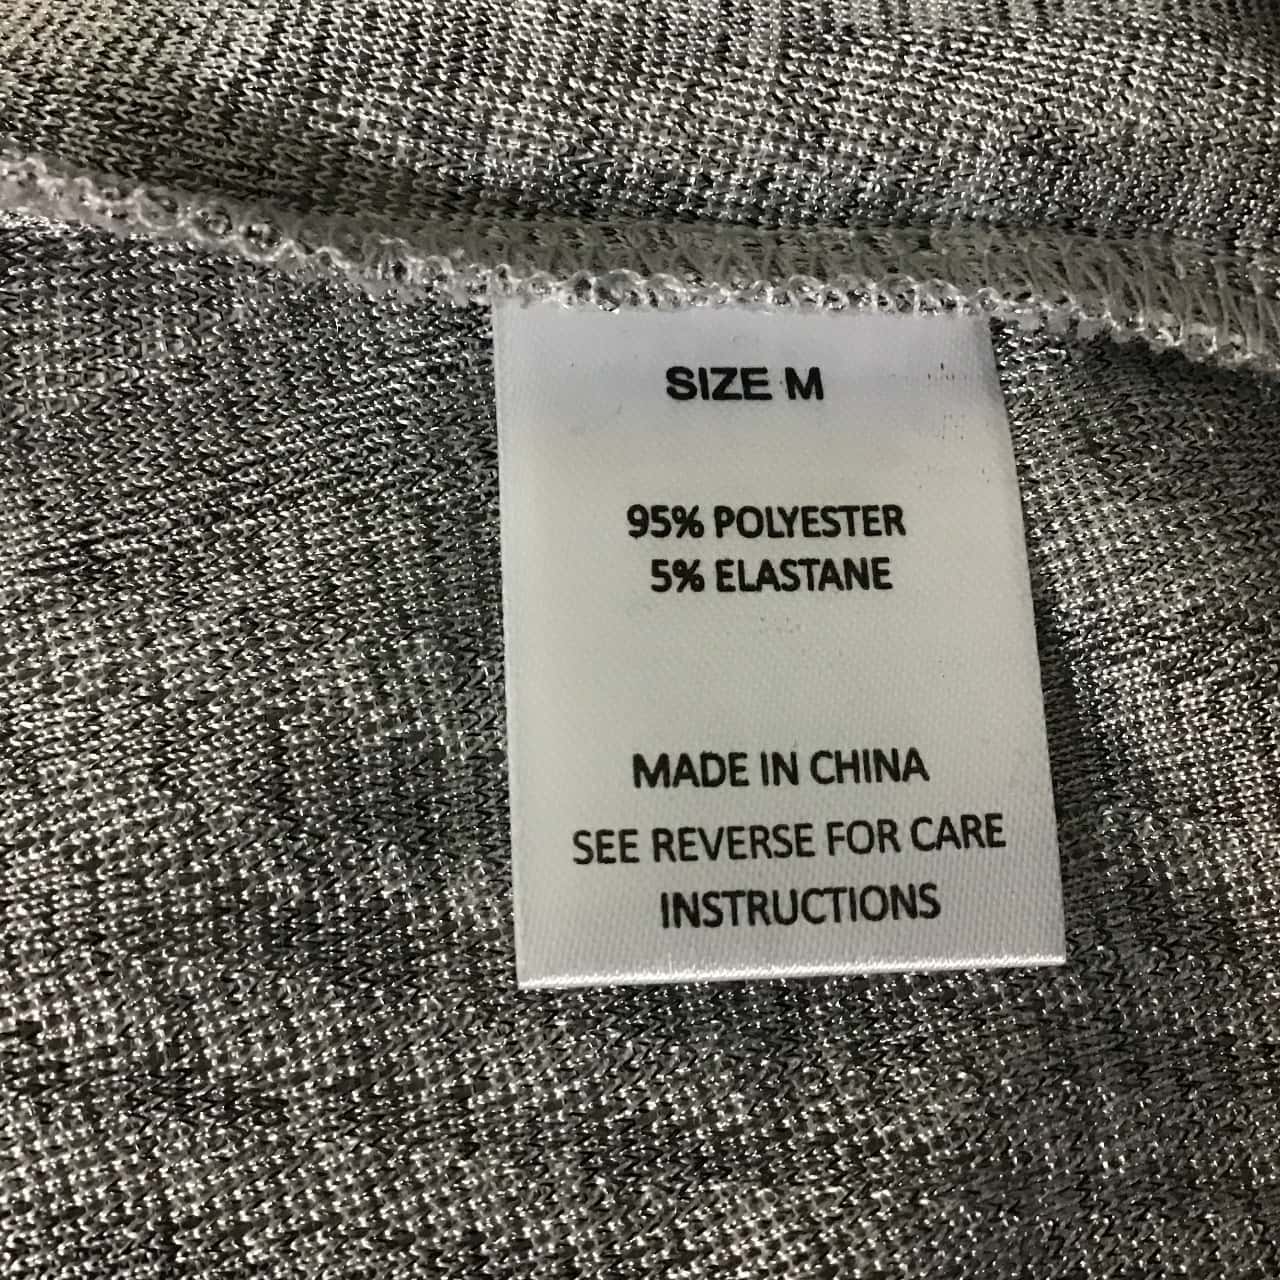 SIZE M
95% POLYESTER
5% ELASTANE
MADE IN CHINA
SEE REVERSE FOR CARE
INSTRUCTIONS